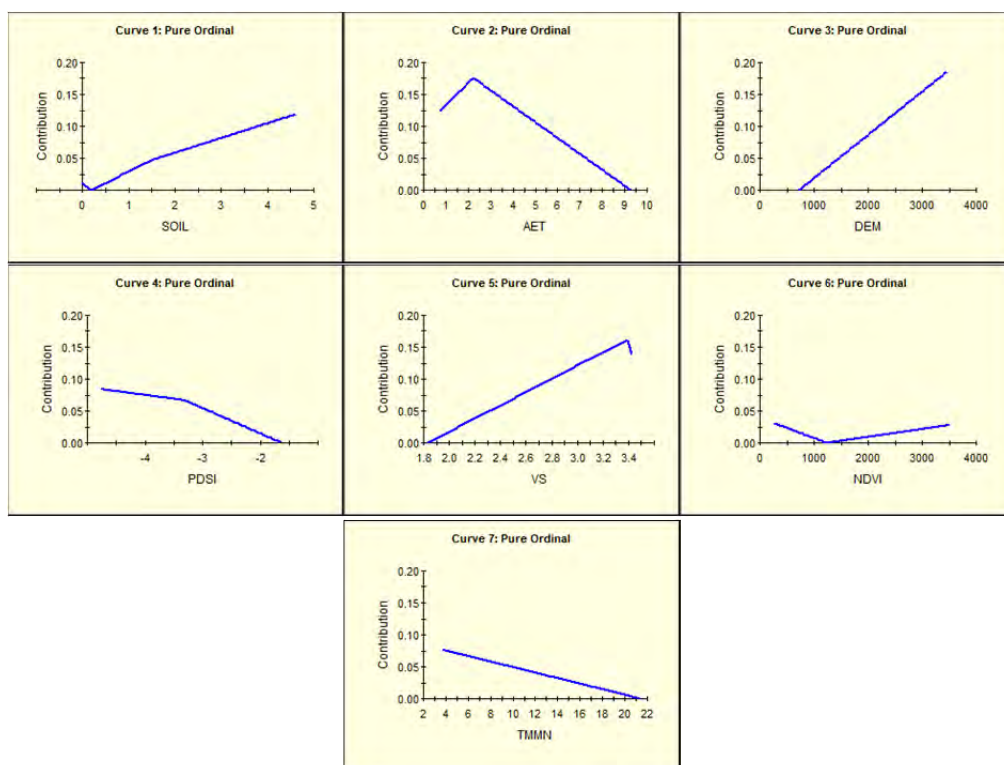 Curve 1: Pure Ordinal
0.20
0.15
0.10
0.05
0.00
Contribution
0 1 2 3 4 5
SOIL
Curve 2: Pure Ordinal
0.20
0.15
0.10
0.05
0.00
Contribution
0 1 2 3 4 5 6 7 8 9 10
AET
Curve 3: Pure Ordinal
0.20
0.15
0.10
0.05
0.00
Contribution
0 1000 2000 3000 4000
DEM
Curve 4: Pure Ordinal
0.20
0.15
0.10
0.05
0.00
Contribution
-4 -3 -2
PDSI
Curve 5: Pure Ordinal
0.20
0.15
0.10
0.05
0.00
Contribution
1.8 2.0 2.2 2.4 2.6 2.8 3.0 3.2 3.4
VS
Curve 6: Pure Ordinal
0.20
0.15
0.10
0.05
0.00
Contribution
0 1000 2000 3000 4000
NDVI
Curve 7: Pure Ordinal
0.20
0.15
0.10
0.05
0.00
Contribution
2 4 6 8 10 12 14 16 18 20 22
TMMN